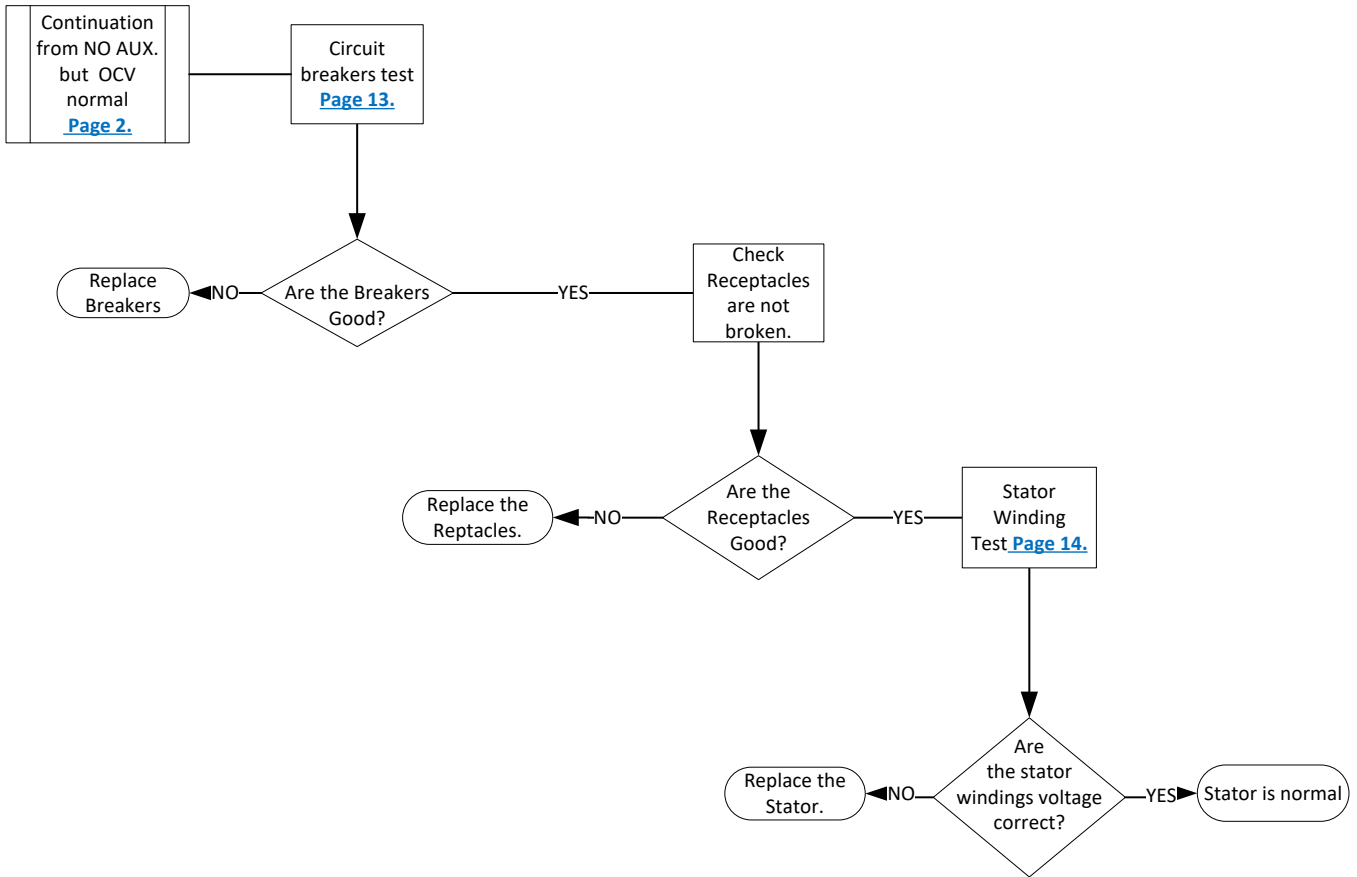 Continuation
from NO AUX.
but OCV
normal
Page 2.
Circuit
breakers test
Page 13.
Replace
Breakers
NO
Are the Breakers
Good?
YES
Check
Receptacles
are not
broken.
Replace the
Reptacles.
NO
Are the
Receptacles
Good?
YES
Stator
Winding
Test Page 14.
Replace the
Stator.
NO
Are
the stator
windings voltage
correct?
YES
Stator is normal